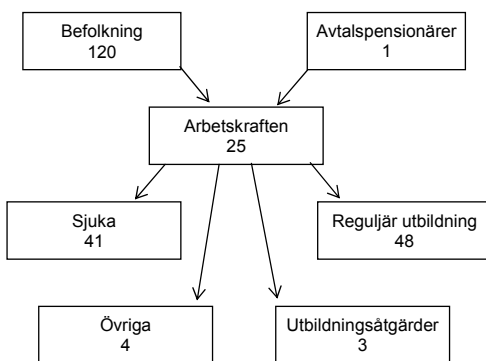 Befolkning
120
Avtalspensionärer
1
Arbetskraften
25
Sjuka
41
Reguljär utbildning
48
Övriga
4
Utbildningsåtgärder
3